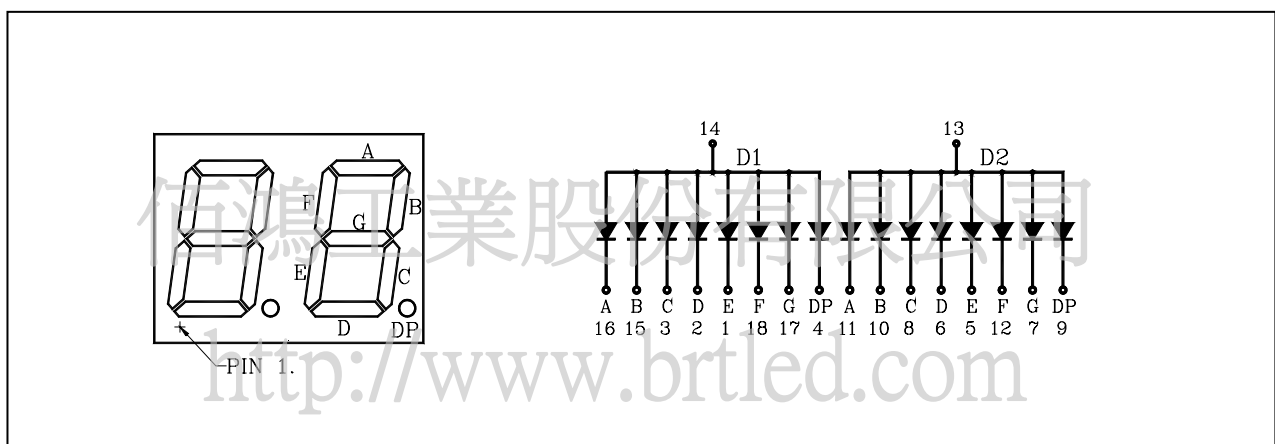 14 13
D1 D2
A
F B
G
E C
D DP
PIN 1.
A B C D E F G DP A B C D E F G DP
16 15 3 2 1 18 17 4 11 10 8 6 5 12 7 9
佰鴻工業股份有限公司
http://www.brtled.com